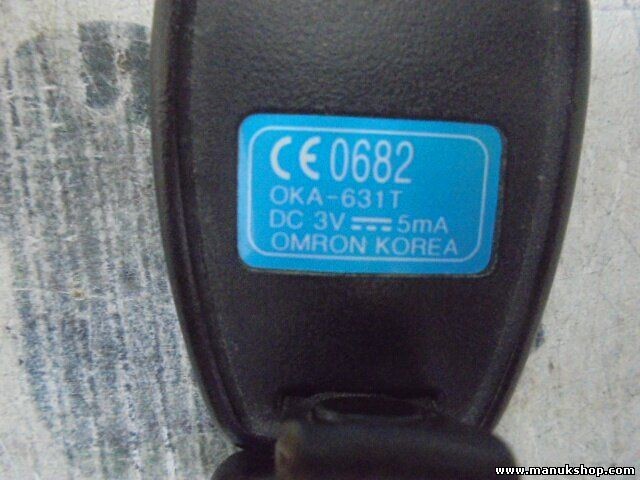 CE 0682
OKA-631T
DC 3V ⎓ 5mA
OMRON KOREA
www.manukshop.com